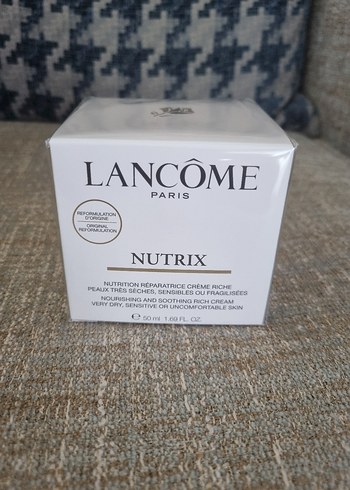 LANCÔME
PARIS
REFORMULATION
D'ORIGINE
ORIGINAL
REFORMULATION
NUTRIX
NUTRITION RÉPARATRICE CRÈME RICHE
PEAUX TRÈS SÈCHES, SENSIBLES OU FRAGILISÉES
NOURISHING AND SOOTHING RICH CREAM
VERY DRY, SENSITIVE OR UNCOMFORTABLE SKIN
℮ 50 ml 1.69 FL. OZ.